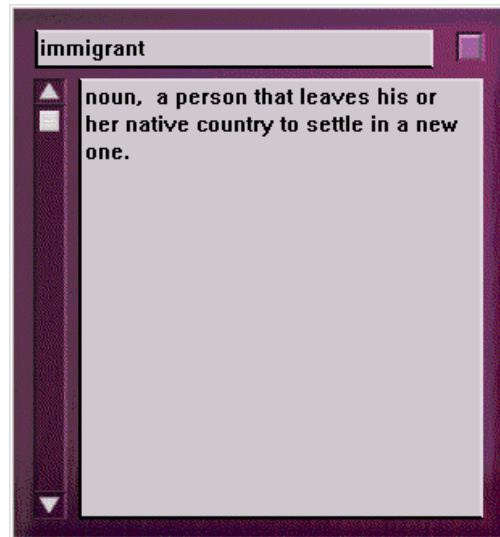 immigrant
noun,  a person that leaves his or
her native country to settle in a new
one.